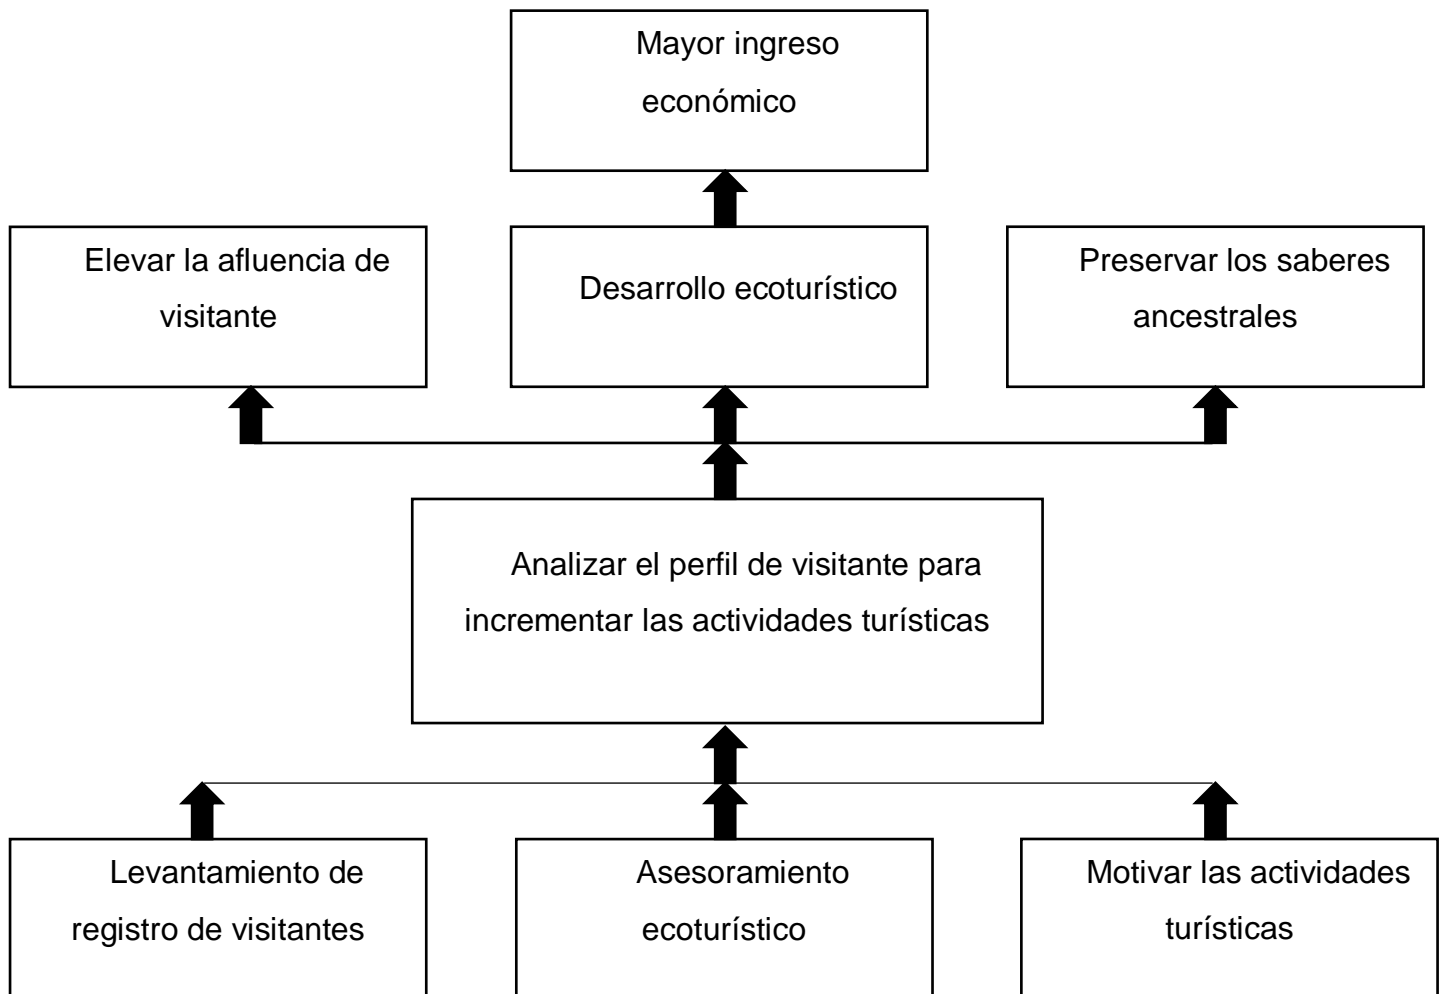 Mayor ingreso
económico
Elevar la afluencia de
visitante
Desarrollo ecoturístico
Preservar los saberes
ancestrales
Analizar el perfil de visitante para
incrementar las actividades turísticas
Levantamiento de
registro de visitantes
Asesoramiento
ecoturístico
Motivar las actividades
turísticas